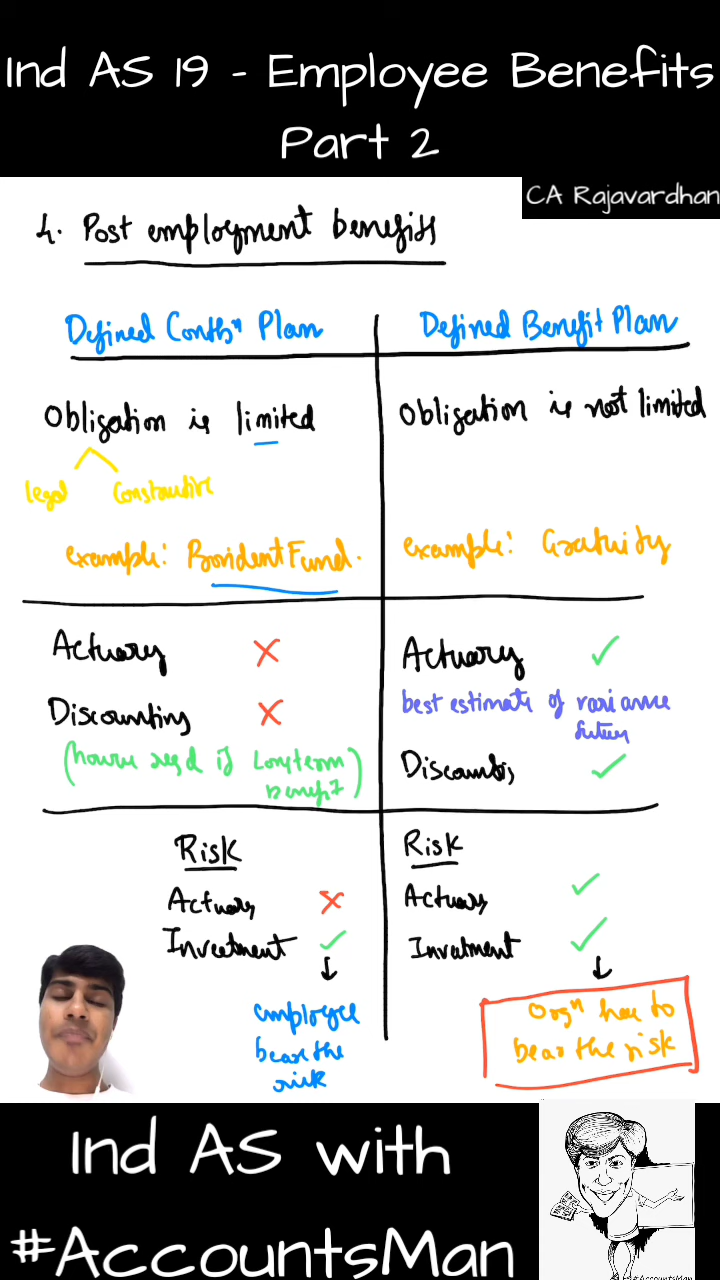 Ind AS 19 - Employee Benefits
Part 2
CA Rajavardhan
4. Post employment benefits
Defined Contbⁿ Plan
Obligation is limited
legal constructive
example: Provident Fund.
Actuary ✗
Discounting ✗
(however reqd if Longterm
benefit)
Risk
Actuary ✗
Investment ✓
↓
employee
bears the
risk
Defined Benefit Plan
Obligation is not limited
example: Gratuity
Actuary ✓
best estimate of variance
future
Discounting ✓
Risk
Actuary ✓
Investment ✓
↓
Orgⁿ has to
bear the risk
Ind AS with
#AccountsMan
#AccountsMan